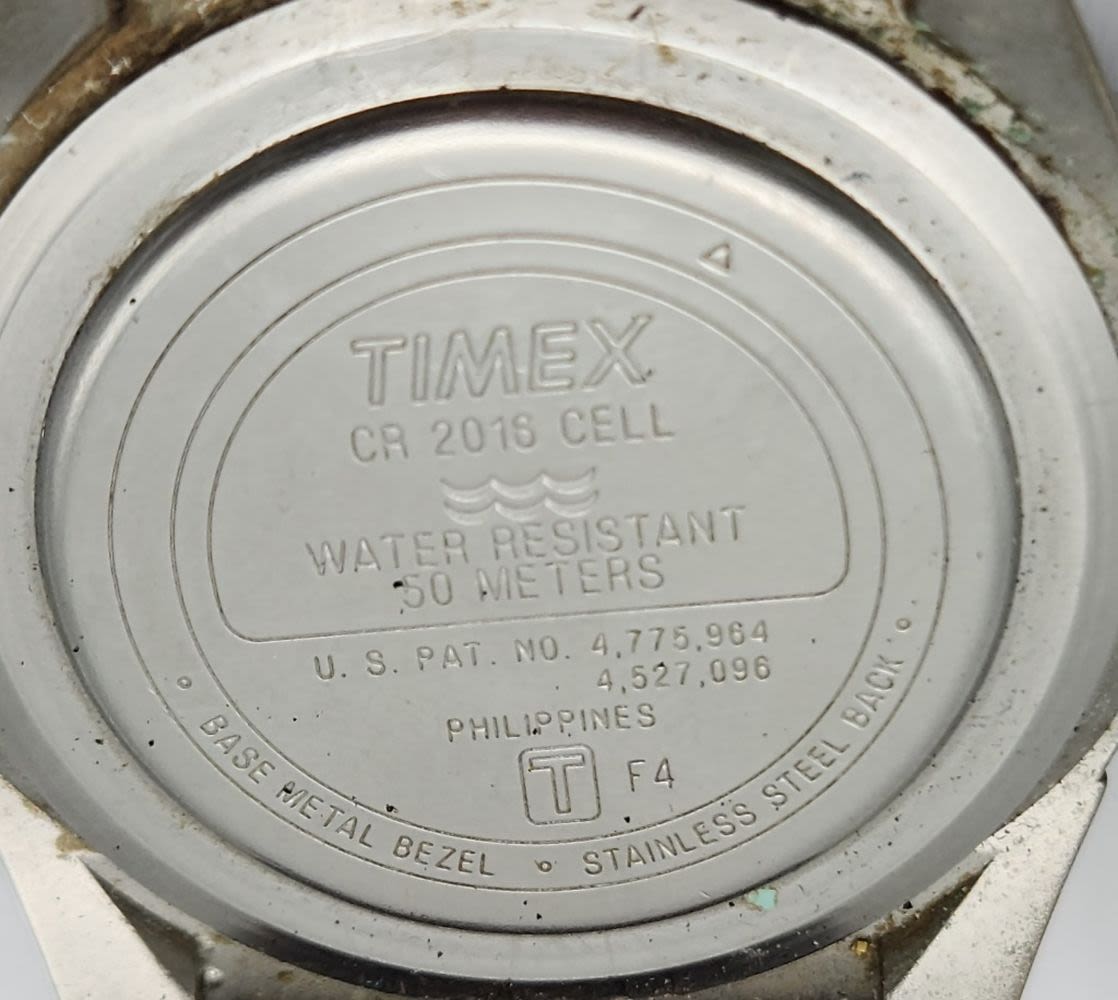 TIMEX
CR 2016 CELL
WATER RESISTANT
50 METERS
U. S. PAT. NO. 4,775,964
4,527,096
PHILIPPINES
T F4
BASE METAL BEZEL
STAINLESS STEEL BACK